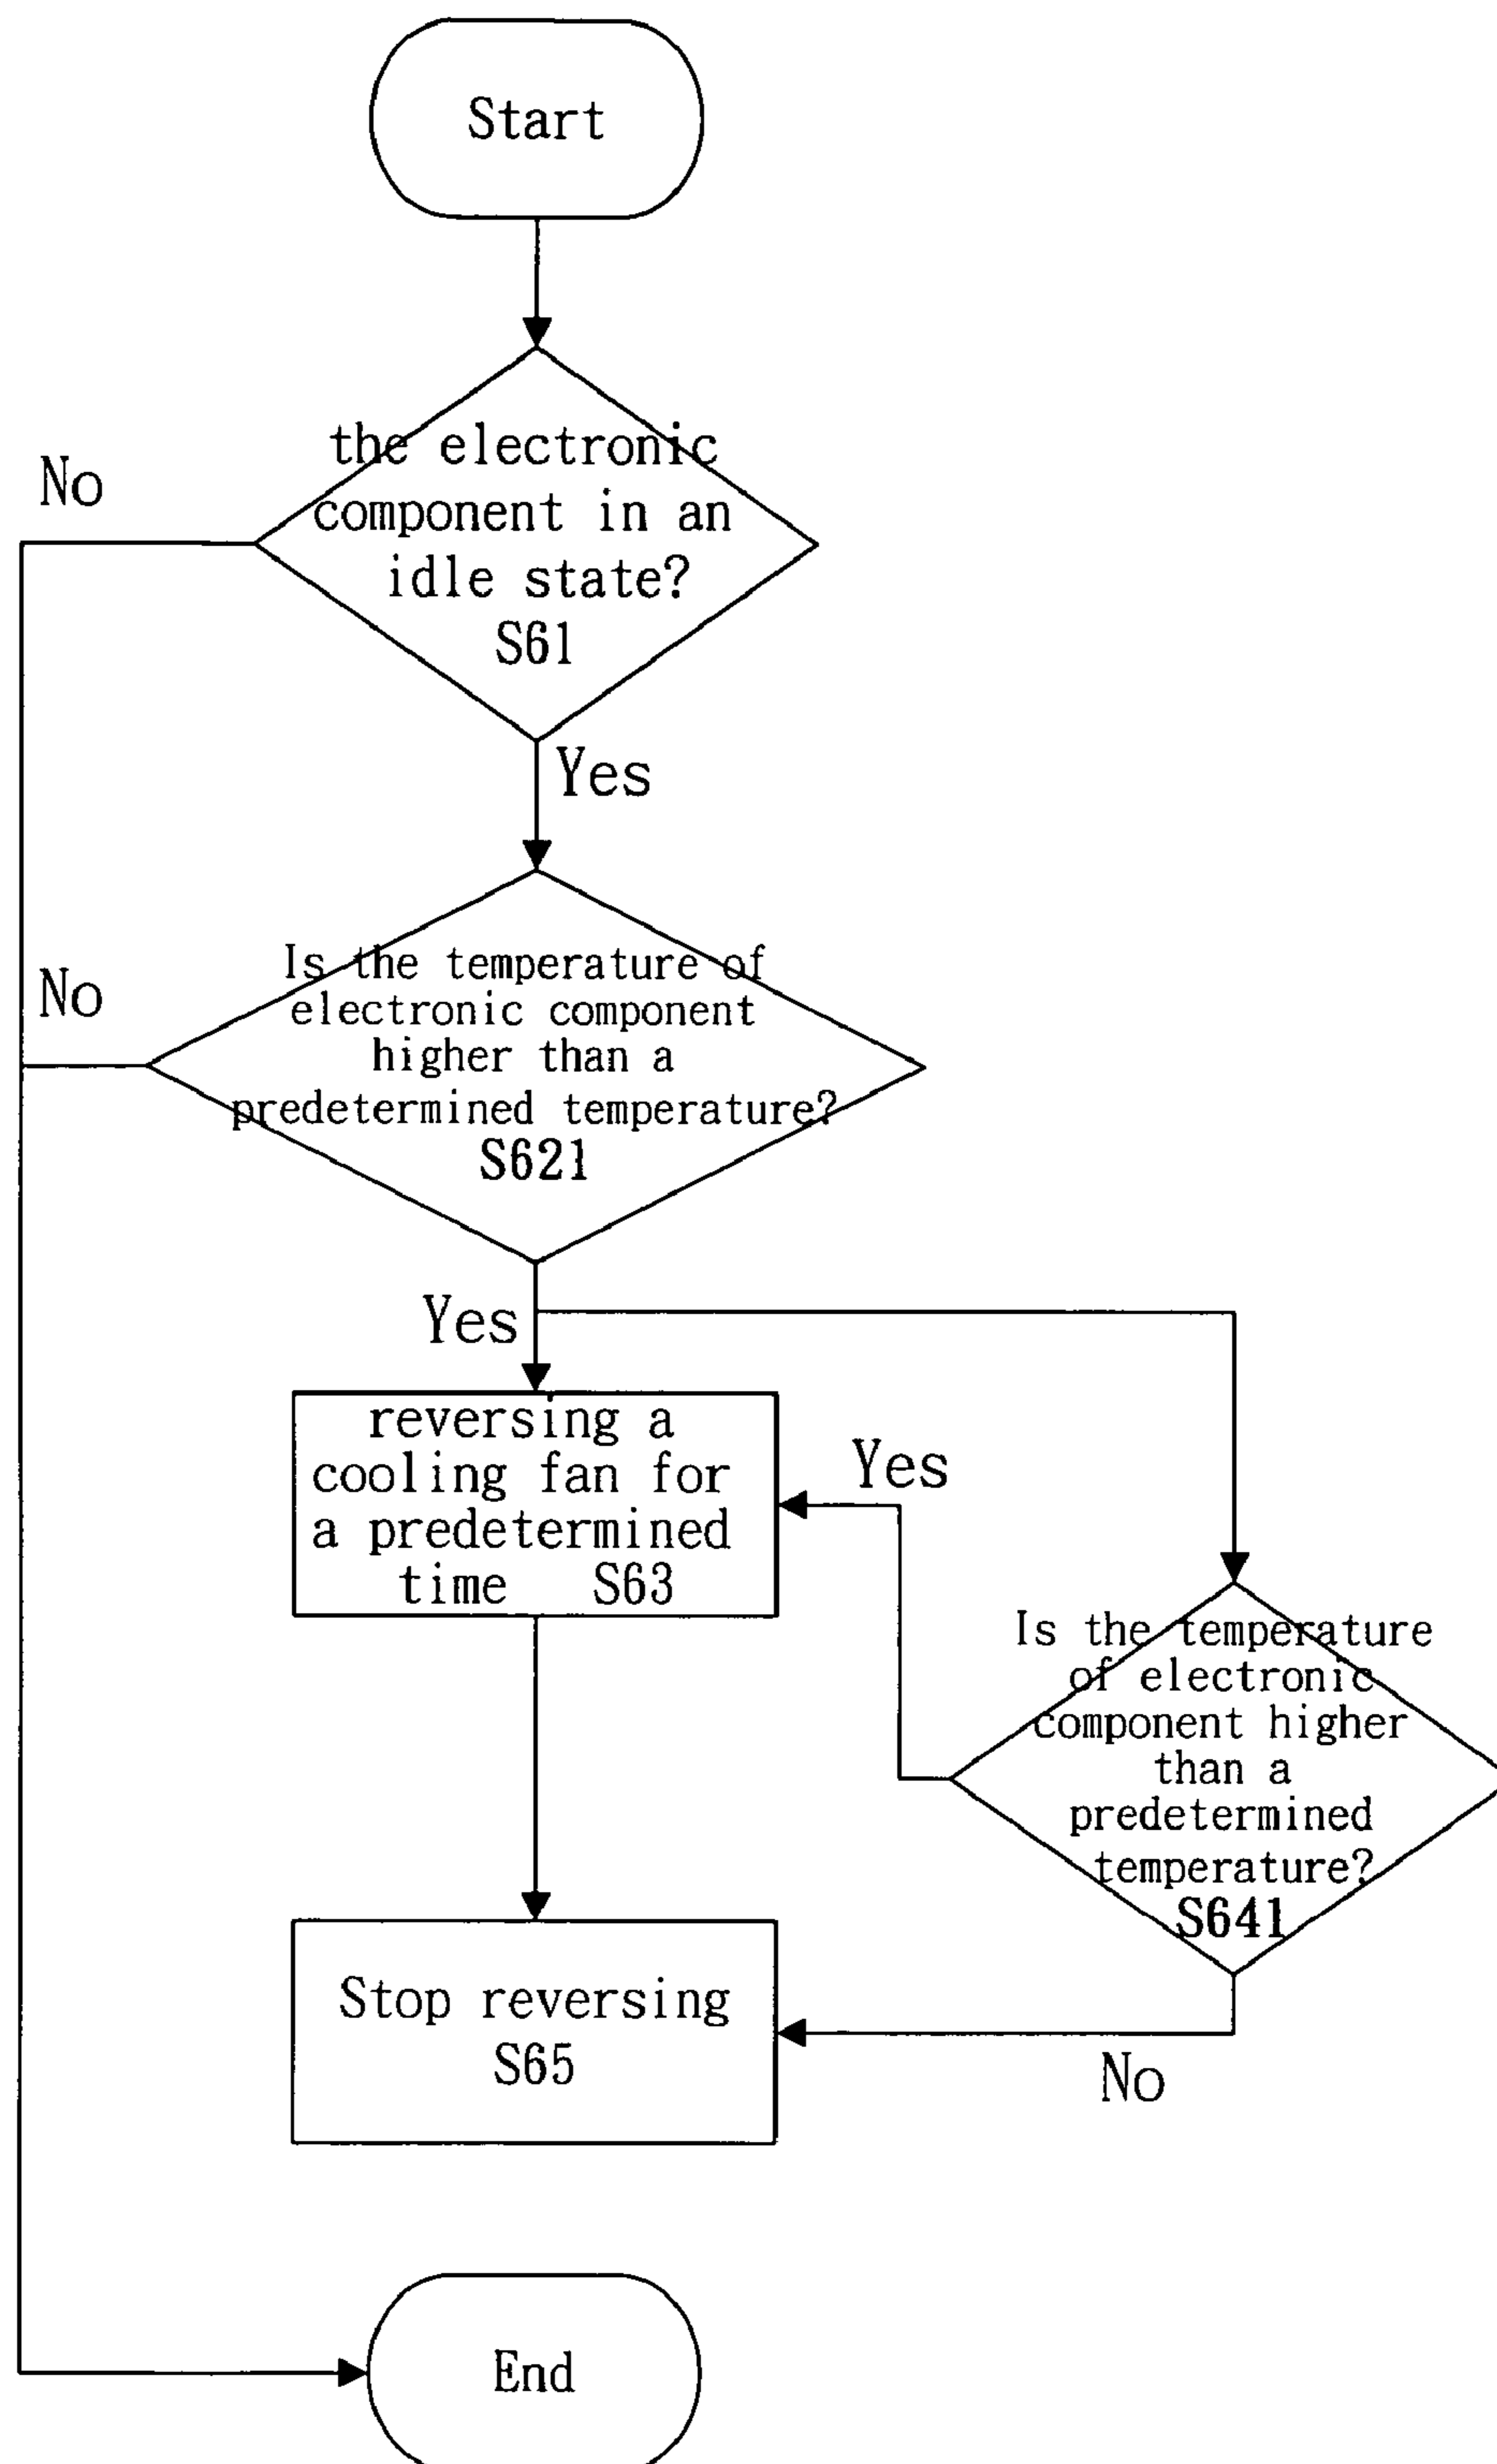 Start
the electronic
component in an
idle state?
S61
No
Yes
Is the temperature of
electronic component
higher than a
predetermined temperature?
S621
No
Yes
reversing a
cooling fan for
a predetermined
time S63
Yes
Is the temperature
of electronic
component higher
than a
predetermined
temperature?
S641
Stop reversing
S65
No
End